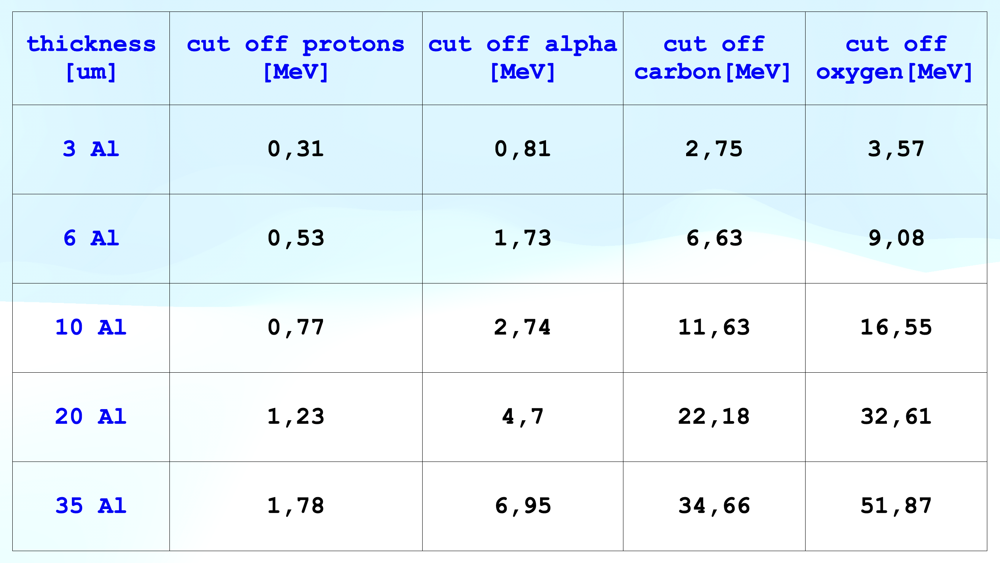 thickness [um] cut off protons [MeV] cut off alpha [MeV] cut off carbon[MeV] cut off oxygen[MeV]
3 Al 0,31 0,81 2,75 3,57
6 Al 0,53 1,73 6,63 9,08
10 Al 0,77 2,74 11,63 16,55
20 Al 1,23 4,7 22,18 32,61
35 Al 1,78 6,95 34,66 51,87